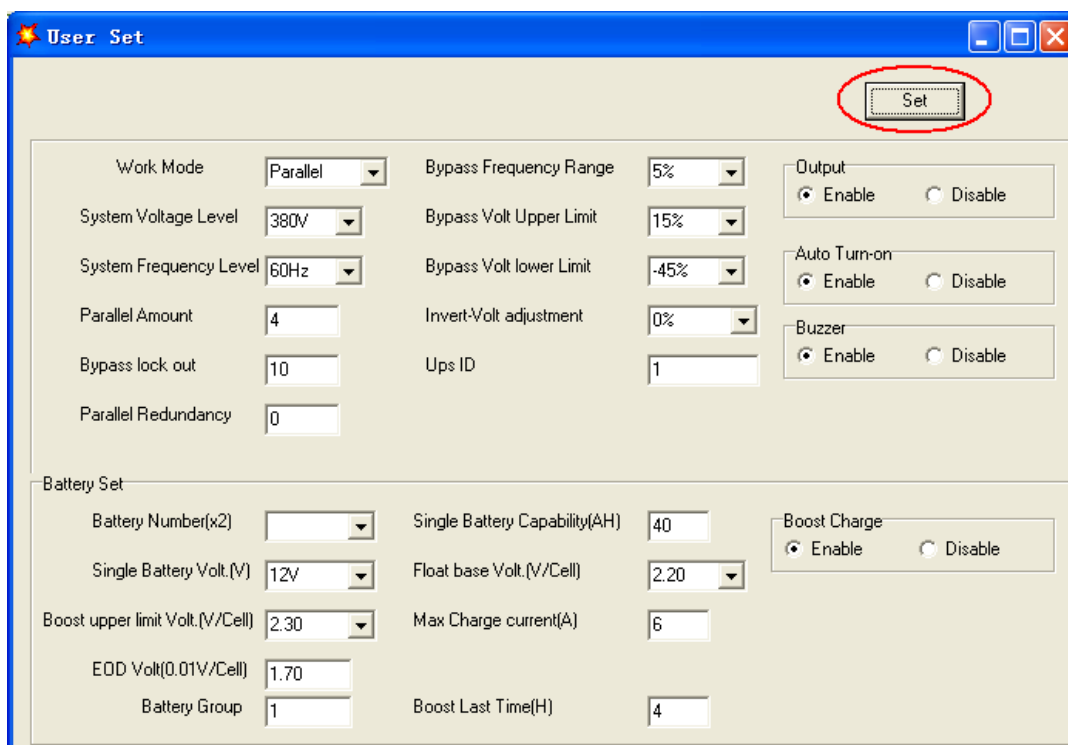 User Set
Set
Work Mode Parallel Bypass Frequency Range 5% Output
Enable Disable
System Voltage Level 380V Bypass Volt Upper Limit 15%
System Frequency Level 60Hz Bypass Volt lower Limit -45% Auto Turn-on
Enable Disable
Parallel Amount 4 Invert-Volt adjustment 0% Buzzer
Enable Disable
Bypass lock out 10 Ups ID 1
Parallel Redundancy 0
Battery Set
Battery Number(x2) Single Battery Capability(AH) 40 Boost Charge
Enable Disable
Single Battery Volt.(V) 12V Float base Volt.(V/Cell) 2.20
Boost upper limit Volt.(V/Cell) 2.30 Max Charge current(A) 6
EOD Volt(0.01V/Cell) 1.70
Battery Group 1 Boost Last Time(H) 4